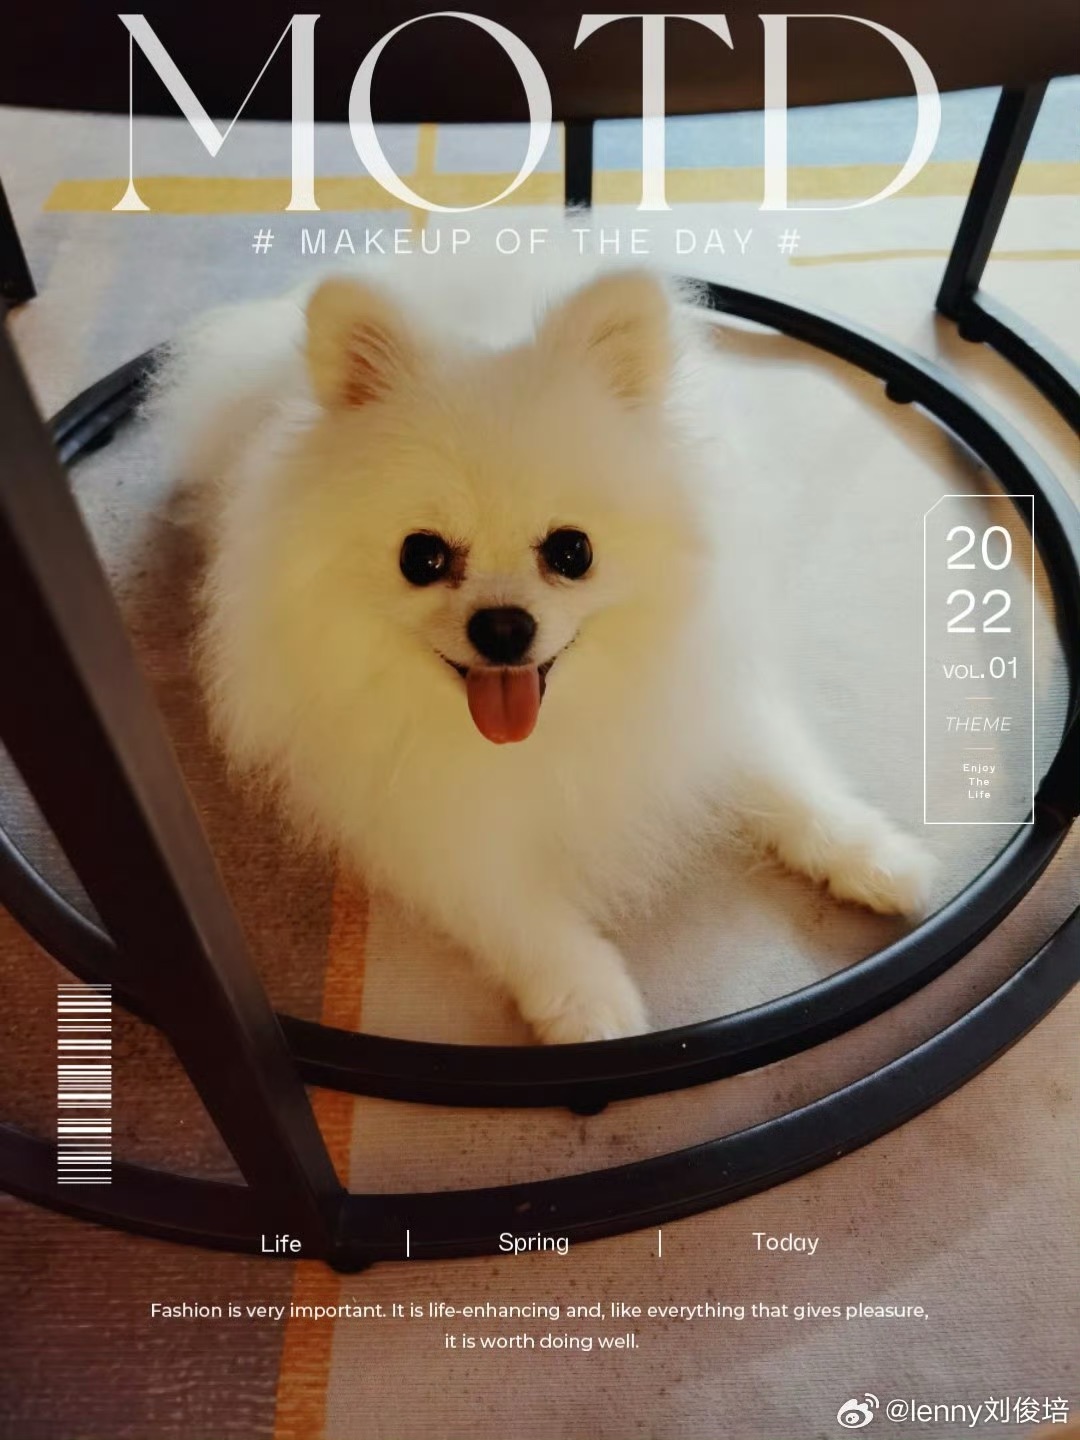 MOTD
# MAKEUP OF THE DAY #
20
22
VOL.01
THEME
Enjoy
The
Life
Life | Spring | Today
Fashion is very important. It is life-enhancing and, like everything that gives pleasure,
it is worth doing well.
@lenny刘俊培